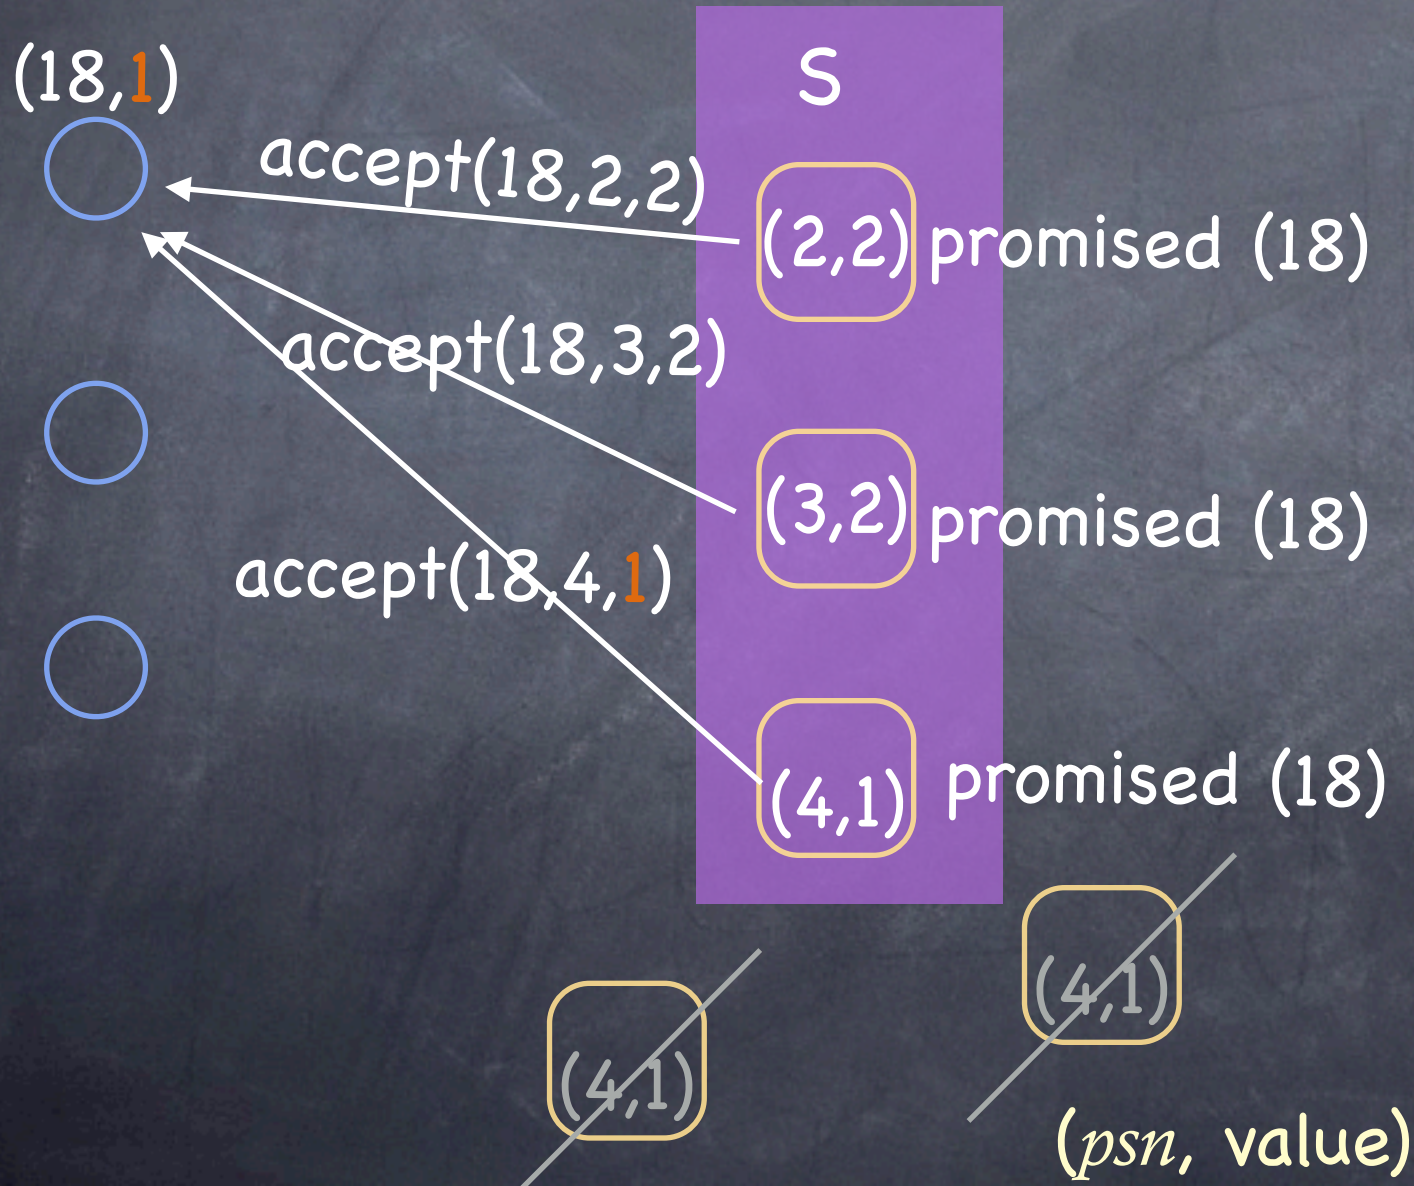 (18,1)
S
accept(18,2,2)
(2,2) promised (18)
accept(18,3,2)
(3,2) promised (18)
accept(18,4,1)
(4,1) promised (18)
(4,1)
(4,1)
(psn, value)